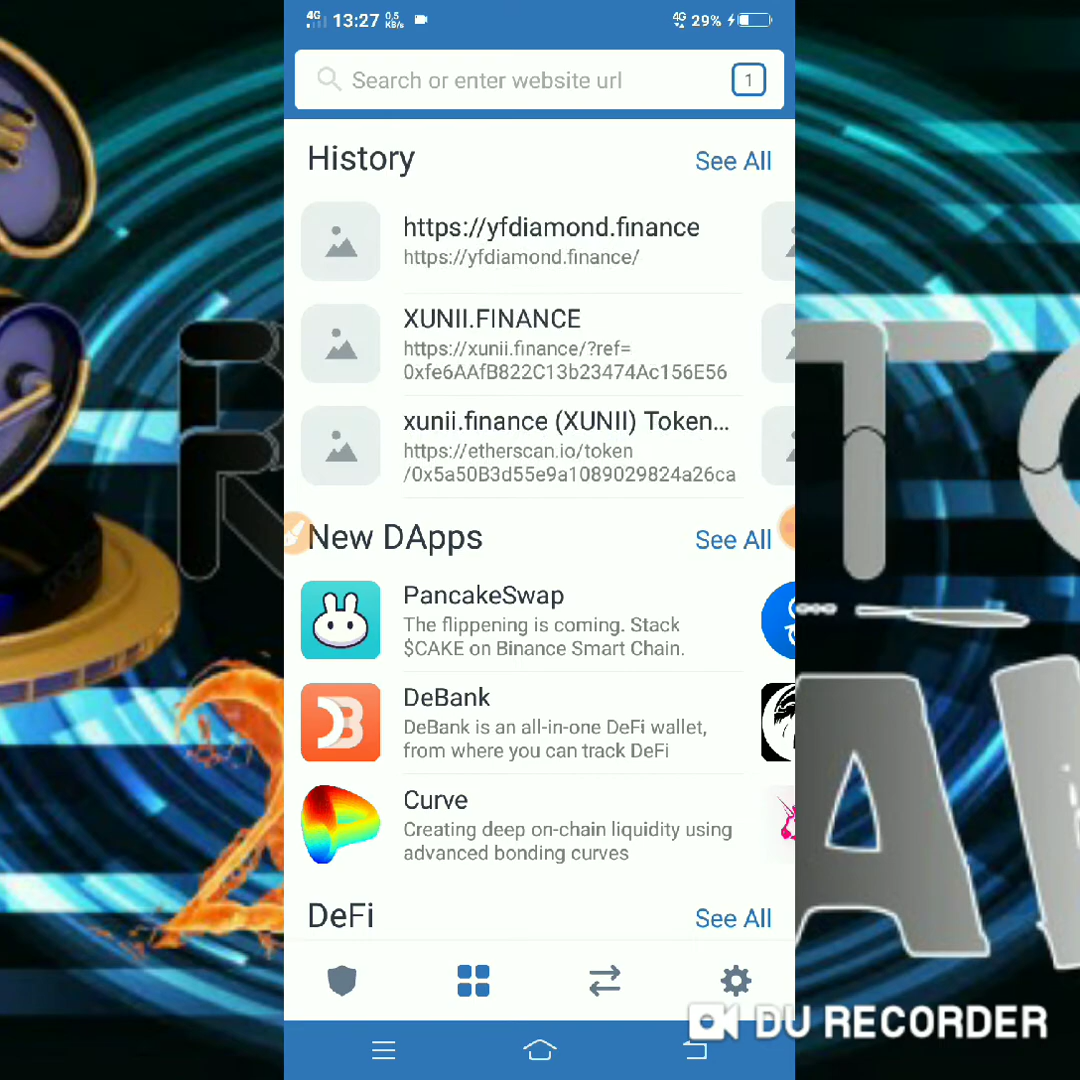 4G 13:27 0,5 KB/s 4G 29%
Search or enter website url 1
History See All
https://yfdiamond.finance
https://yfdiamond.finance/
XUNII.FINANCE
https://xunii.finance/?ref=
0xfe6AAfB822C13b23474Ac156E56
xunii.finance (XUNII) Token...
https://etherscan.io/token
/0x5a50B3d55e9a1089029824a26ca
New DApps See All
PancakeSwap
The flippening is coming. Stack
$CAKE on Binance Smart Chain.
DeBank
DeBank is an all-in-one DeFi wallet,
from where you can track DeFi
Curve
Creating deep on-chain liquidity using
advanced bonding curves
DeFi See All
DU RECORDER